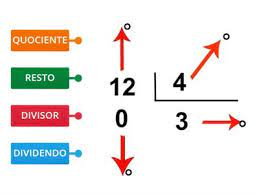 QUOCIENTE
RESTO
DIVISOR
DIVIDENDO
12 4
0 3